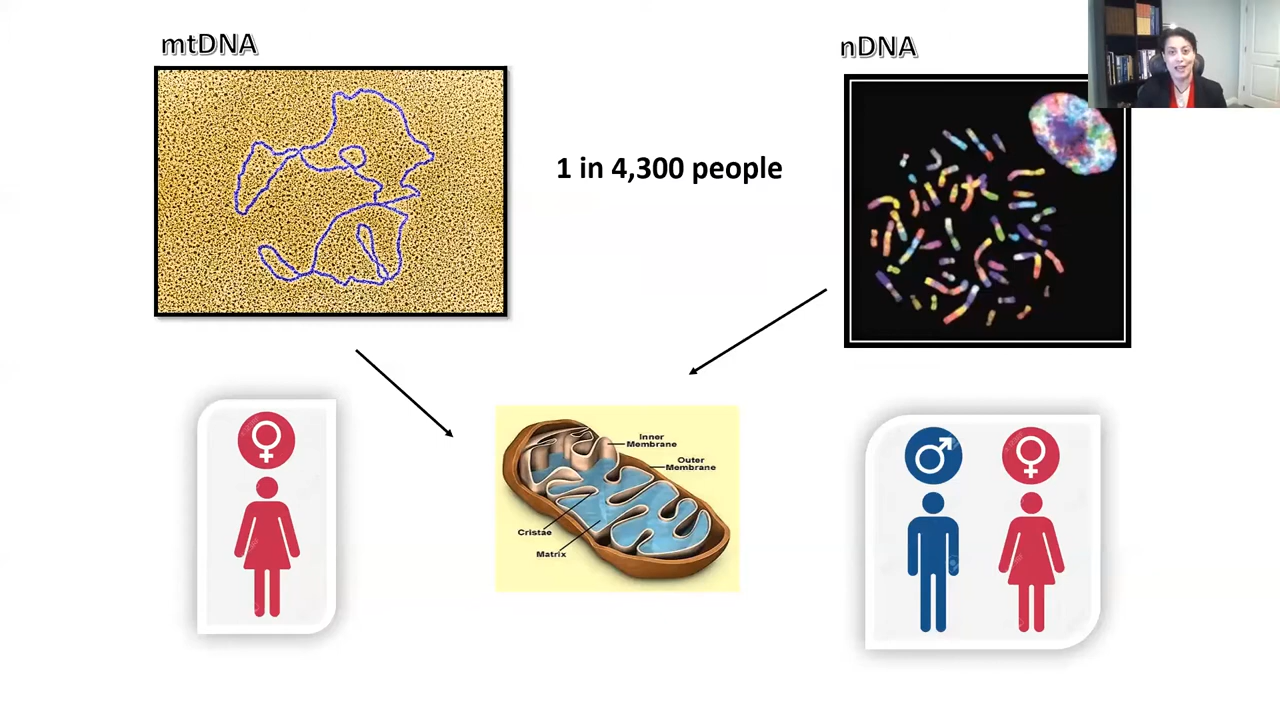 mtDNA
nDNA
1 in 4,300 people
Inner
Membrane
Outer
Membrane
Cristae
Matrix